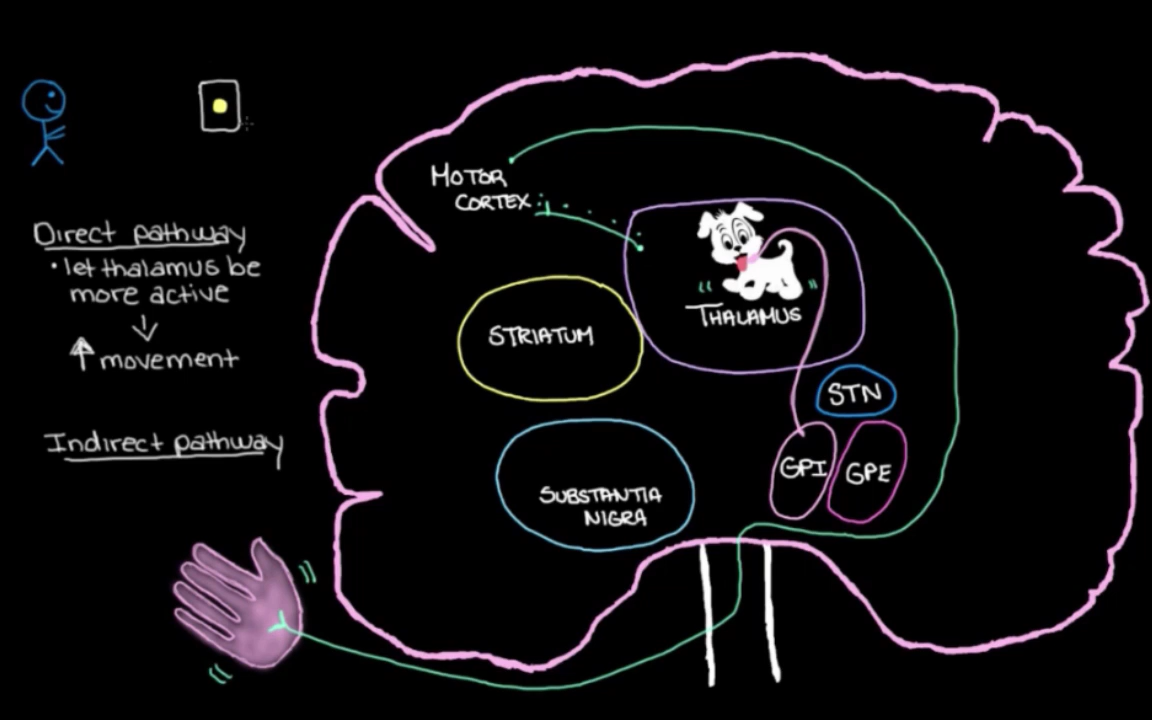 Direct pathway
• let thalamus be
more active
↓
↑ movement
Indirect pathway
MOTOR
CORTEX
THALAMUS
STRIATUM
STN
GPI
GPE
SUBSTANTIA
NIGRA